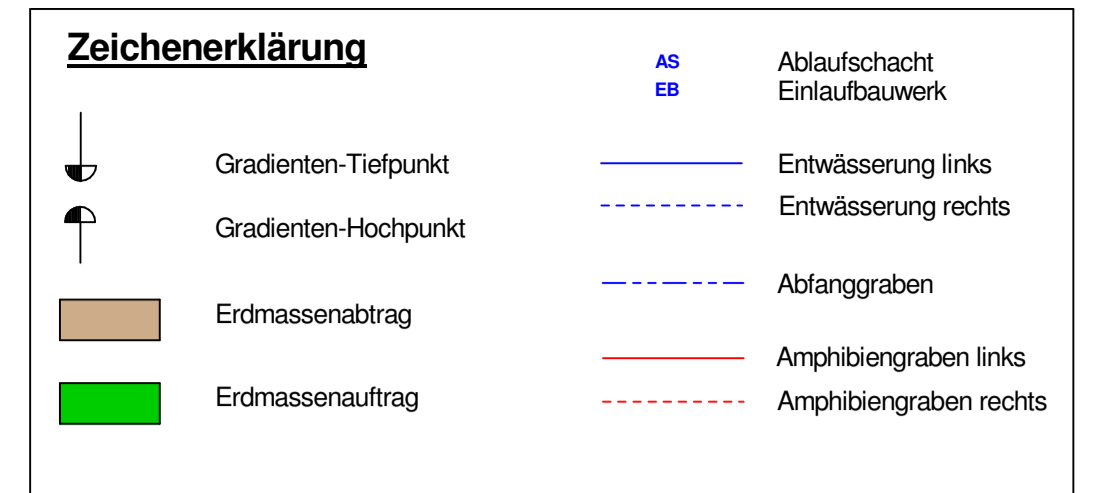 Zeichenerklärung
Gradienten-Tiefpunkt
Gradienten-Hochpunkt
Erdmassenabtrag
Erdmassenauftrag
AS Ablaufschacht
EB Einlaufbauwerk
Entwässerung links
Entwässerung rechts
Abfanggraben
Amphibiengraben links
Amphibiengraben rechts